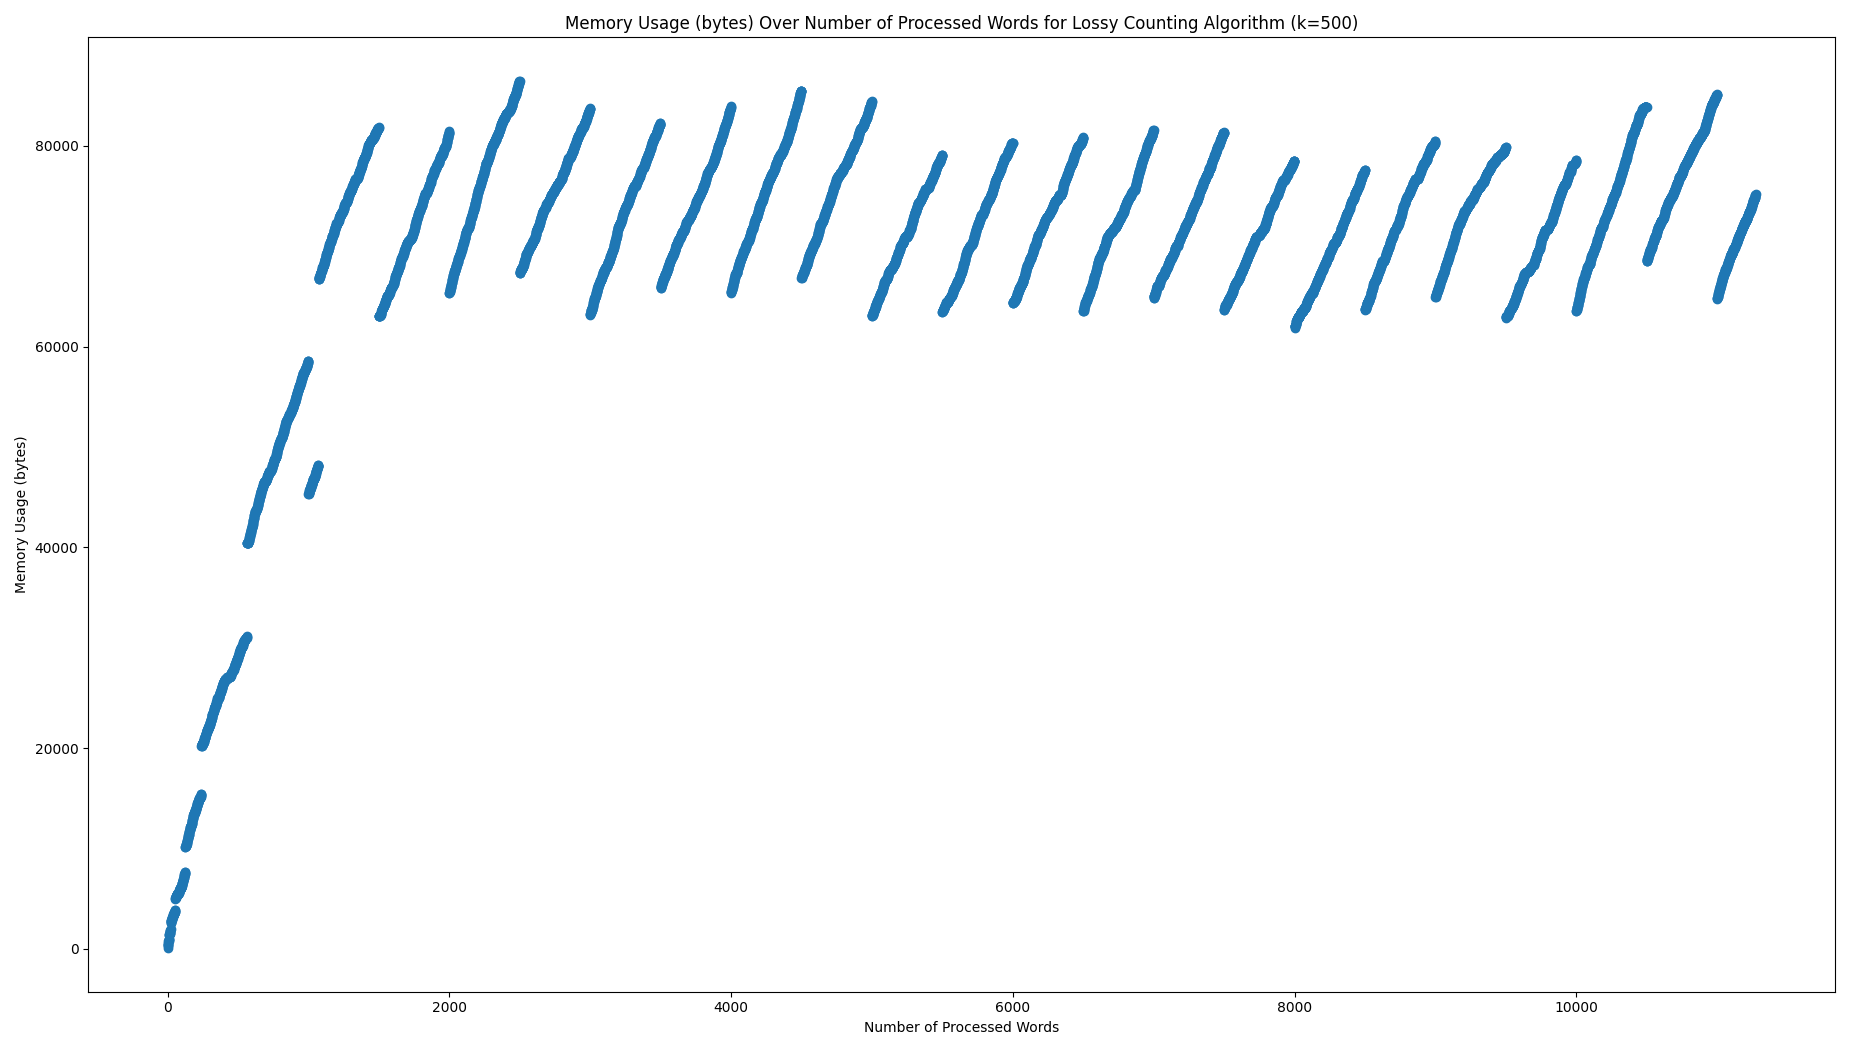 Memory Usage (bytes) Over Number of Processed Words for Lossy Counting Algorithm (k=500)
80000
60000
40000
20000
0
Memory Usage (bytes)
0 2000 4000 6000 8000 10000
Number of Processed Words